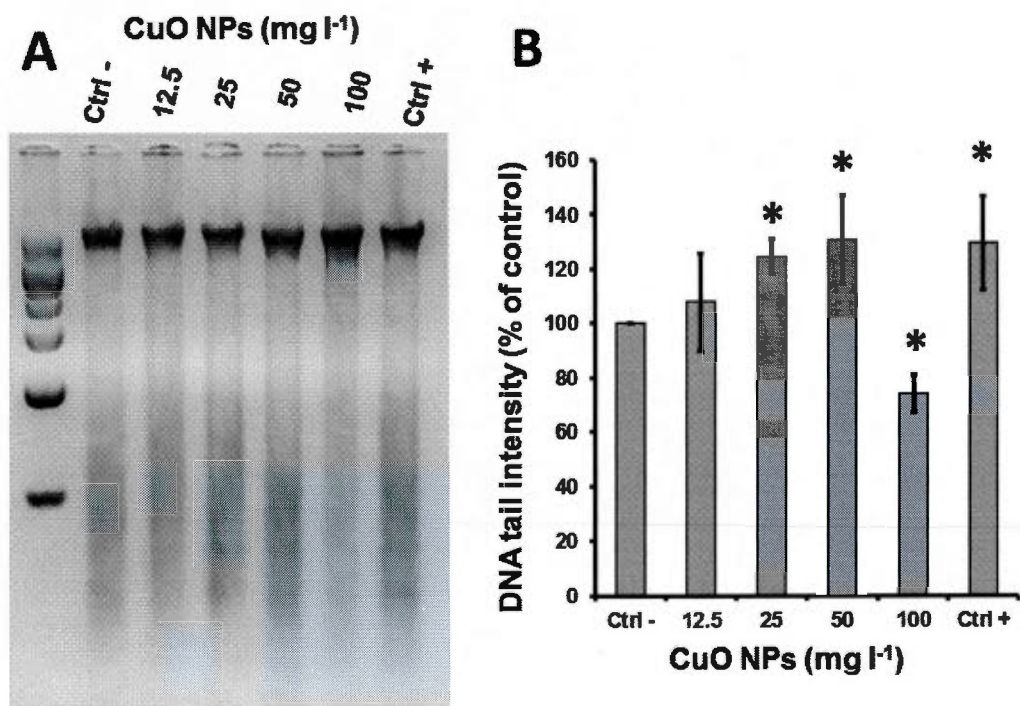 CuO NPs (mg l-1)
A
Ctrl -
12.5
25
50
100
Ctrl +
B
DNA tail intensity (% of control)
160
140
120
100
80
60
40
20
0
*
*
*
*
Ctrl -
12.5
25
50
100
Ctrl +
CuO NPs (mg l-1)